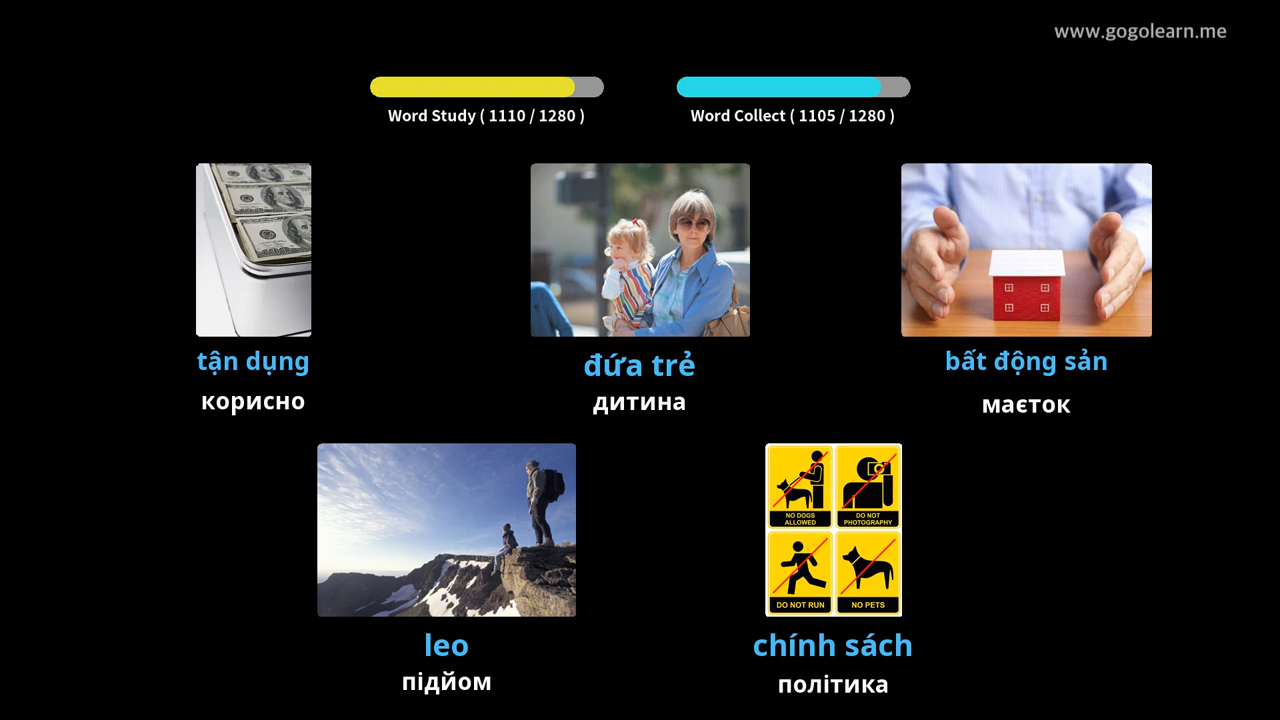 www.gogolearn.me
Word Study ( 1110 / 1280 )
Word Collect ( 1105 / 1280 )
tận dụng
корисно
đứa trẻ
дитина
bất động sản
маєток
NO DOGS
ALLOWED
DO NOT
PHOTOGRAPHY
DO NOT RUN
NO PETS
leo
підйом
chính sách
політика